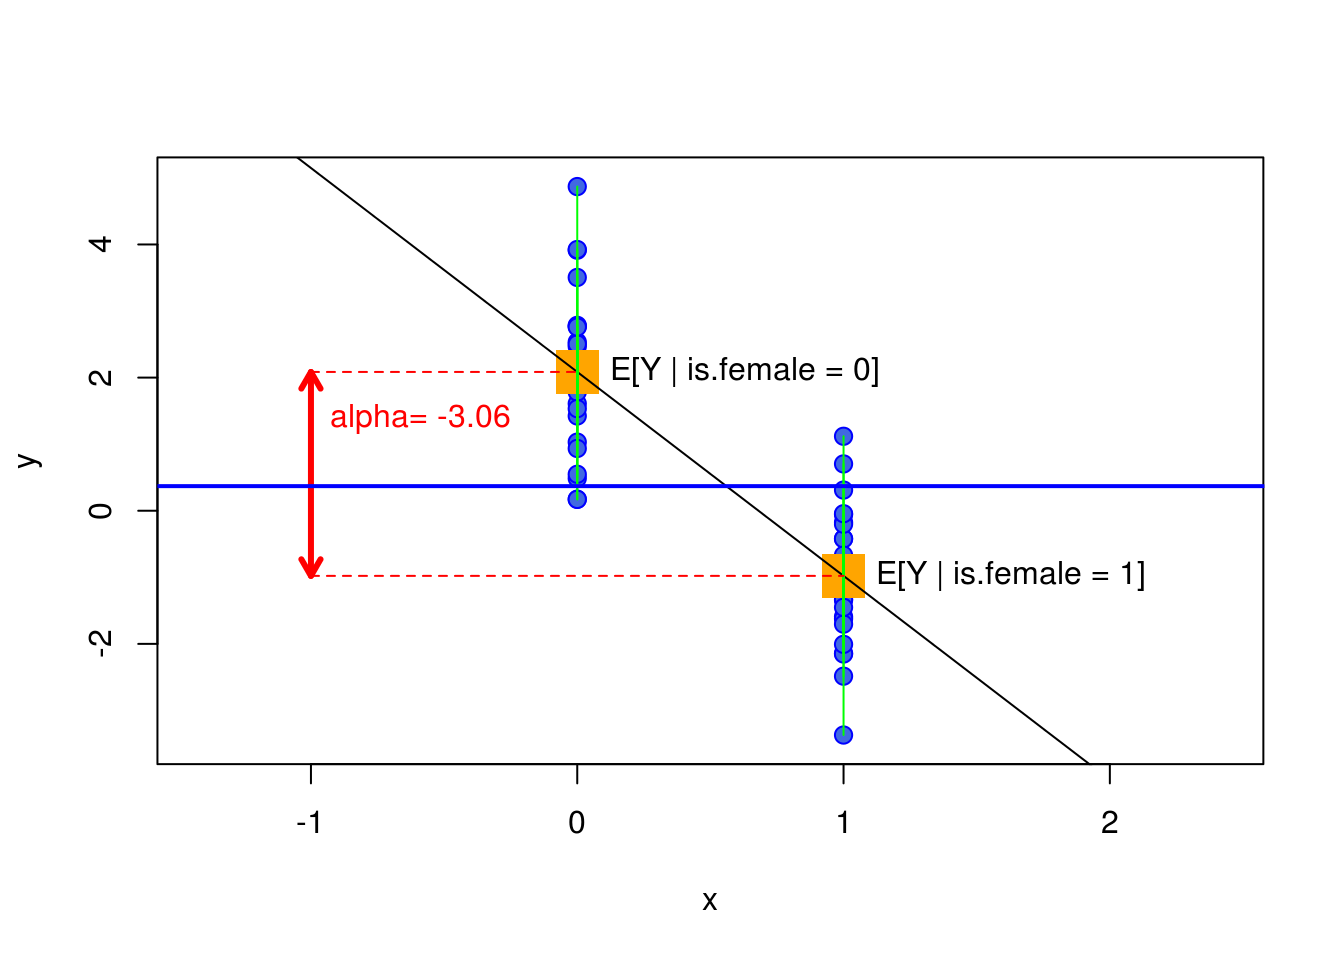 4
2
0
-2
y
E[Y | is.female = 0]
alpha= -3.06
E[Y | is.female = 1]
-1
0
1
2
x